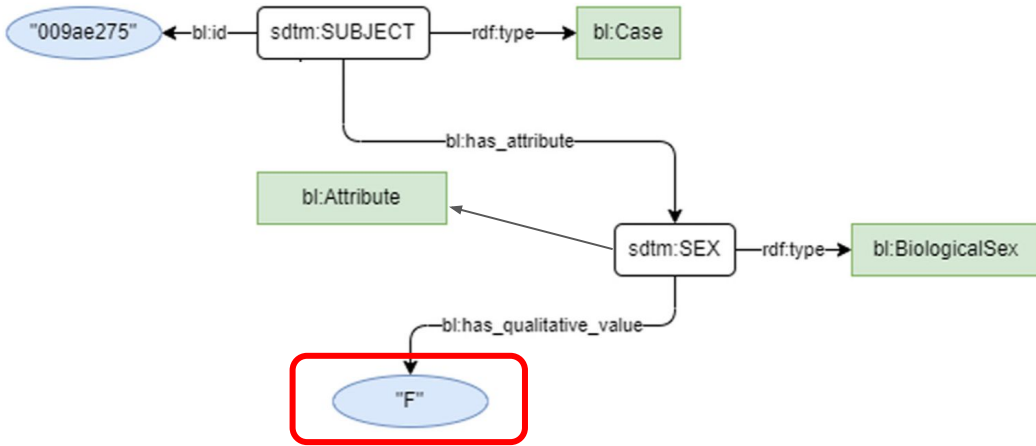 "009ae275" bl:id sdtm:SUBJECT rdf:type bl:Case
bl:has_attribute
bl:Attribute
sdtm:SEX rdf:type bl:BiologicalSex
bl:has_qualitative_value
"F"